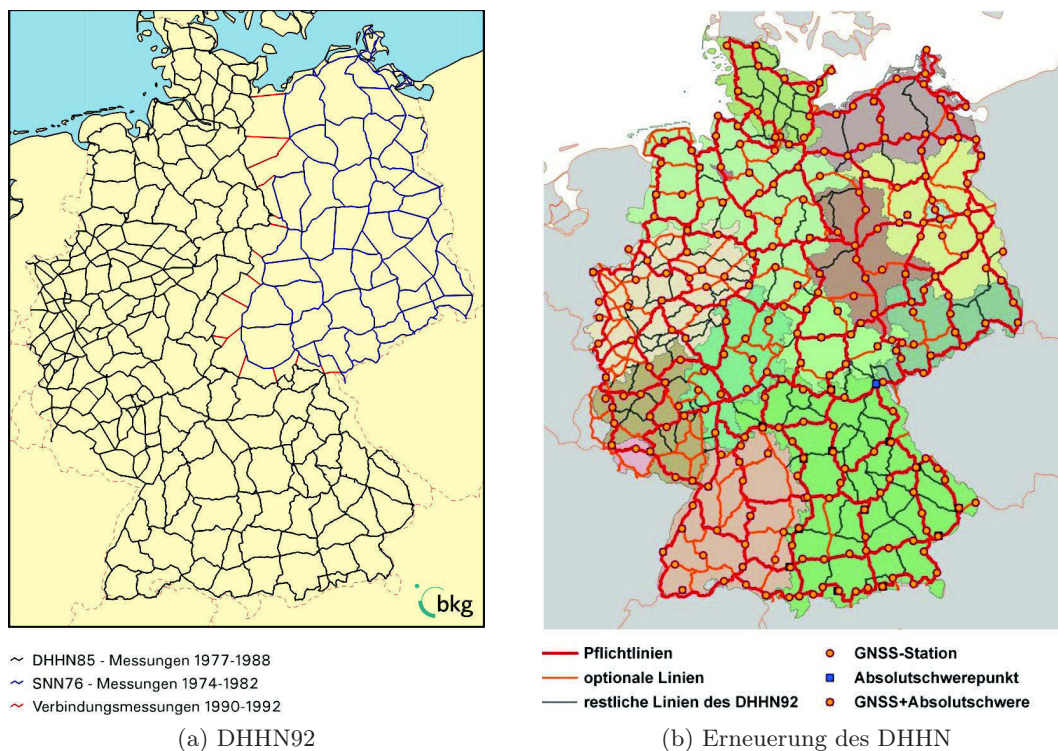 bkg
DHHN85 - Messungen 1977-1988
SNN76 - Messungen 1974-1982
Verbindungsmessungen 1990-1992
(a) DHHN92
Pflichtlinien
optionale Linien
restliche Linien des DHHN92
GNSS-Station
Absolutschwerepunkt
GNSS+Absolutschwere
(b) Erneuerung des DHHN